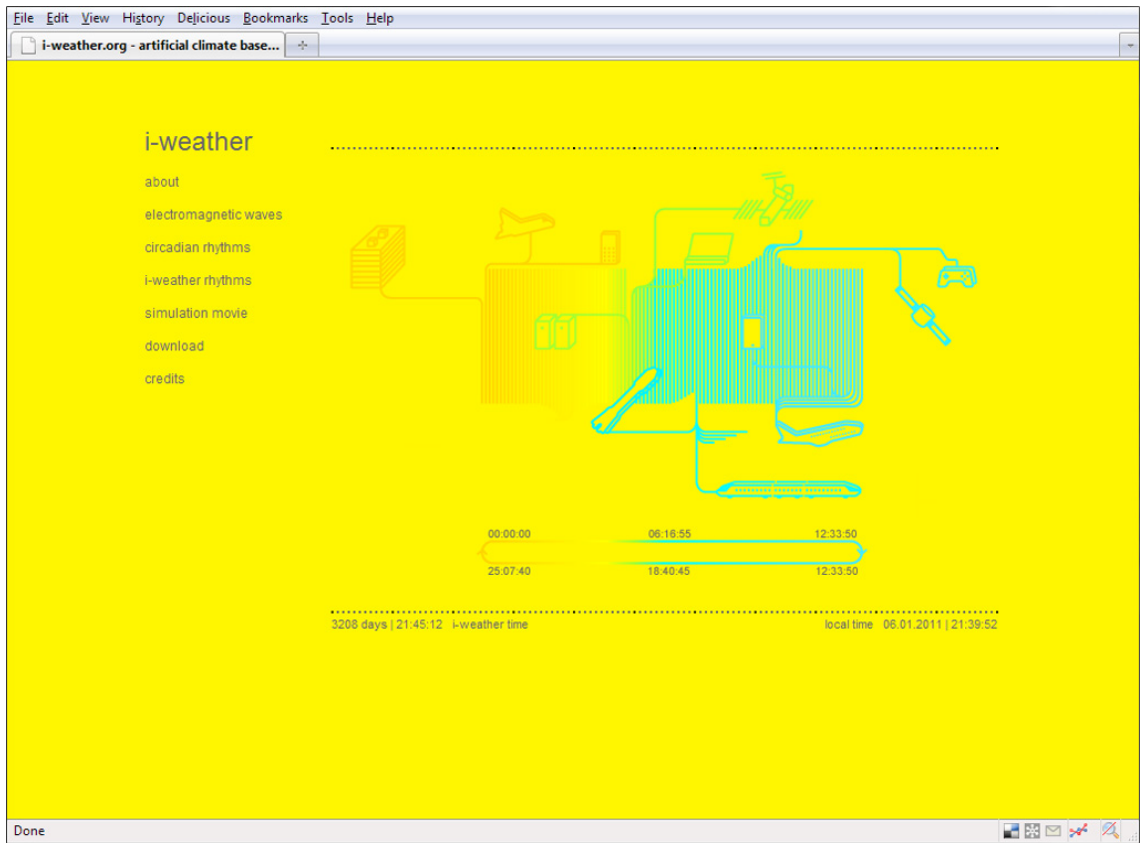 File Edit View History Delicious Bookmarks Tools Help
i-weather.org - artificial climate base...
i-weather
about
electromagnetic waves
circadian rhythms
i-weather rhythms
simulation movie
download
credits
00:00:00 06:16:55 12:33:50
25:07:40 18:40:45 12:33:50
3208 days | 21:45:12 i-weather time local time 06.01.2011 | 21:39:52
Done